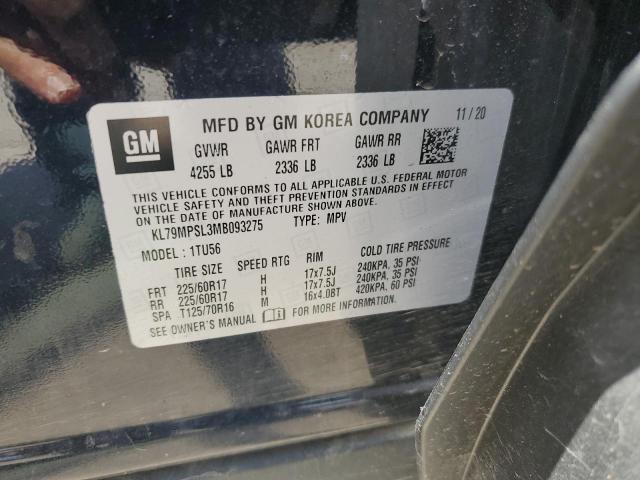 GM
MFD BY GM KOREA COMPANY 11/20
GVWR GAWR FRT GAWR RR
4255 LB 2336 LB 2336 LB
THIS VEHICLE CONFORMS TO ALL APPLICABLE U.S. FEDERAL MOTOR
VEHICLE SAFETY AND THEFT PREVENTION STANDARDS IN EFFECT
ON THE DATE OF MANUFACTURE SHOWN ABOVE.
KL79MPSL3MB093275 TYPE: MPV
MODEL: 1TU56
TIRE SIZE SPEED RTG RIM COLD TIRE PRESSURE
FRT 225/60R17 H 17x7.5J 240KPA, 35 PSI
RR 225/60R17 H 17x7.5J 240KPA, 35 PSI
SPA T125/70R16 M 16x4.0BT 420KPA, 60 PSI
SEE OWNER'S MANUAL FOR MORE INFORMATION.